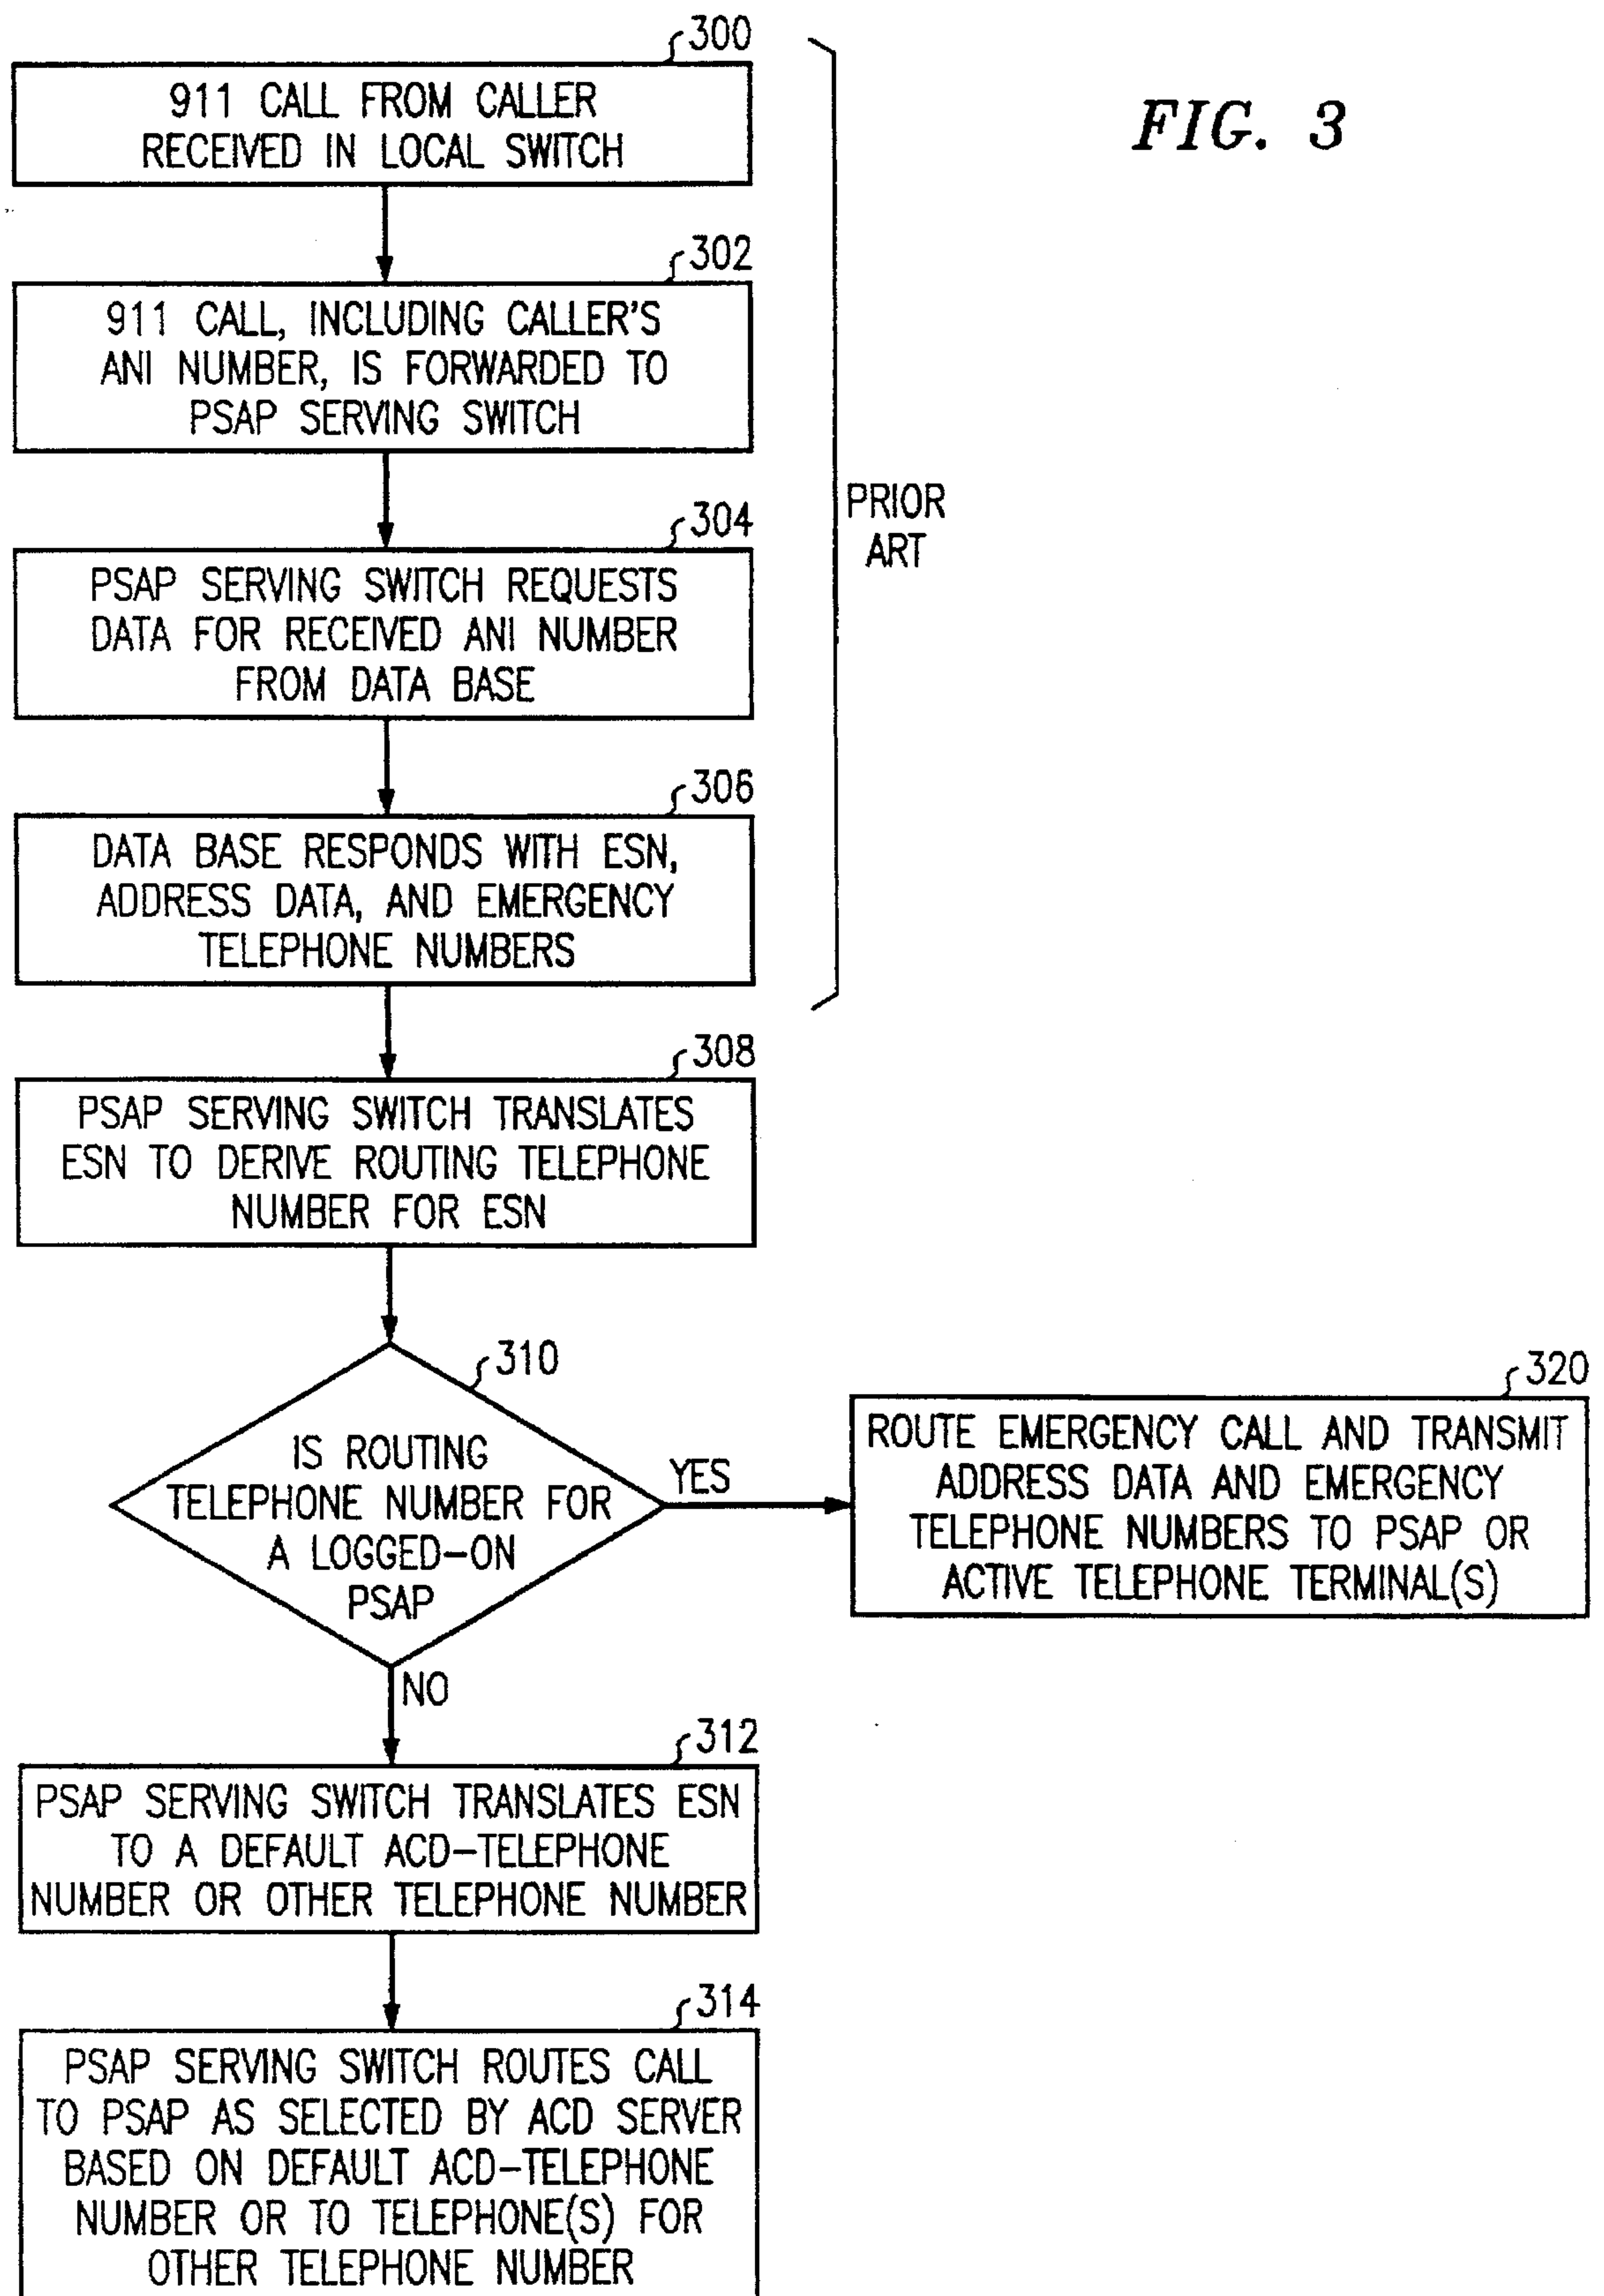 300
911 CALL FROM CALLER
RECEIVED IN LOCAL SWITCH
FIG. 3
302
911 CALL, INCLUDING CALLER'S
ANI NUMBER, IS FORWARDED TO
PSAP SERVING SWITCH
PRIOR
ART
304
PSAP SERVING SWITCH REQUESTS
DATA FOR RECEIVED ANI NUMBER
FROM DATA BASE
306
DATA BASE RESPONDS WITH ESN,
ADDRESS DATA, AND EMERGENCY
TELEPHONE NUMBERS
308
PSAP SERVING SWITCH TRANSLATES
ESN TO DERIVE ROUTING TELEPHONE
NUMBER FOR ESN
310
IS ROUTING
TELEPHONE NUMBER FOR
A LOGGED-ON
PSAP
YES
320
ROUTE EMERGENCY CALL AND TRANSMIT
ADDRESS DATA AND EMERGENCY
TELEPHONE NUMBERS TO PSAP OR
ACTIVE TELEPHONE TERMINAL(S)
NO
312
PSAP SERVING SWITCH TRANSLATES ESN
TO A DEFAULT ACD-TELEPHONE
NUMBER OR OTHER TELEPHONE NUMBER
314
PSAP SERVING SWITCH ROUTES CALL
TO PSAP AS SELECTED BY ACD SERVER
BASED ON DEFAULT ACD-TELEPHONE
NUMBER OR TO TELEPHONE(S) FOR
OTHER TELEPHONE NUMBER